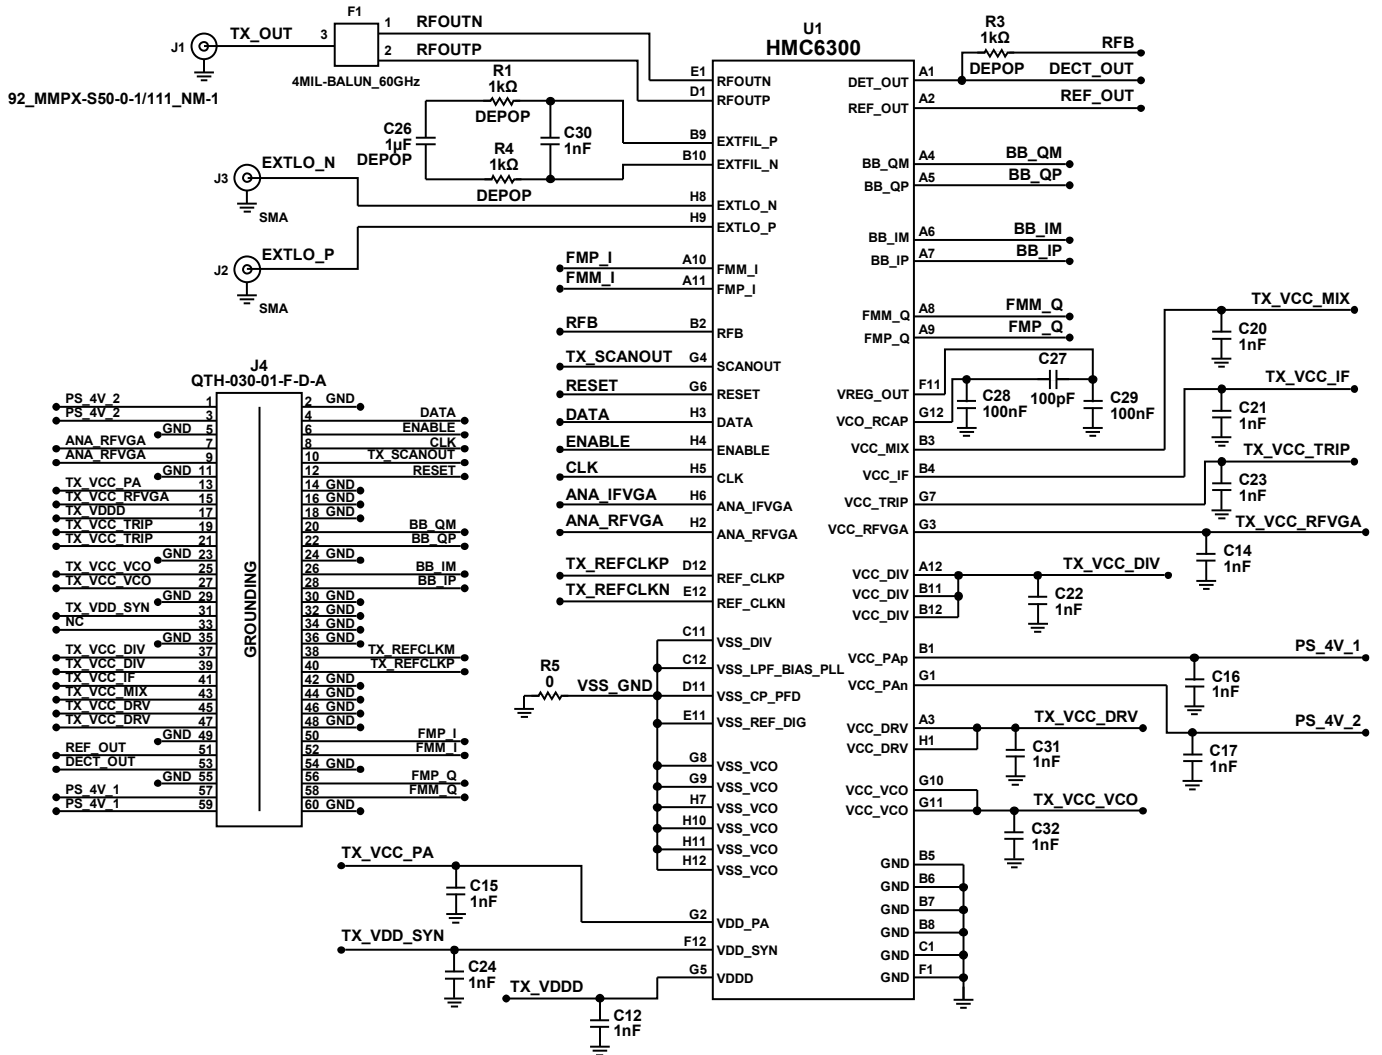 F1
TX_OUT
3
1
RFOUTN
2
RFOUTP
J1
4MIL-BALUN_60GHz
92_MMPX-S50-0-1/111_NM-1
R1
1kΩ
DEPOP
C26
1µF
DEPOP
C30
1nF
R4
1kΩ
DEPOP
EXTLO_N
J3
SMA
EXTLO_P
J2
SMA
U1
HMC6300
E1 RFOUTN
D1 RFOUTP
B9 EXTFIL_P
B10 EXTFIL_N
H8 EXTLO_N
H9 EXTLO_P
FMP_I A10 FMM_I
FMM_I A11 FMP_I
RFB B2 RFB
TX_SCANOUT G4 SCANOUT
RESET G6 RESET
DATA H3 DATA
ENABLE H4 ENABLE
CLK H5 CLK
ANA_IFVGA H6 ANA_IFVGA
ANA_RFVGA H2 ANA_RFVGA
TX_REFCLKP D12 REF_CLKP
TX_REFCLKN E12 REF_CLKN
C11 VSS_DIV
C12 VSS_LPF_BIAS_PLL
R5
0
VSS_GND
D11 VSS_CP_PFD
E11 VSS_REF_DIG
G8 VSS_VCO
G9 VSS_VCO
H7 VSS_VCO
H10 VSS_VCO
H11 VSS_VCO
H12 VSS_VCO
TX_VCC_PA
C15
1nF
G2 VDD_PA
TX_VDD_SYN
C24
1nF
F12 VDD_SYN
TX_VDDD
C12
1nF
G5 VDDD
R3
1kΩ
DEPOP
RFB
DET_OUT A1 DECT_OUT
REF_OUT A2 REF_OUT
BB_QM A4 BB_QM
BB_QP A5 BB_QP
BB_IM A6 BB_IM
BB_IP A7 BB_IP
FMM_Q A8 FMM_Q
FMP_Q A9 FMP_Q
VREG_OUT F11
VCO_RCAP G12
C28
100nF
C27
100pF
C29
100nF
VCC_MIX B3
TX_VCC_MIX
C20
1nF
VCC_IF B4
TX_VCC_IF
C21
1nF
VCC_TRIP G7
TX_VCC_TRIP
C23
1nF
VCC_RFVGA G3
TX_VCC_RFVGA
C14
1nF
VCC_DIV A12
VCC_DIV B11
VCC_DIV B12
TX_VCC_DIV
C22
1nF
VCC_PAp B1
PS_4V_1
C16
1nF
VCC_PAn G1
PS_4V_2
C17
1nF
VCC_DRV A3
VCC_DRV H1
TX_VCC_DRV
C31
1nF
VCC_VCO G10
VCC_VCO G11
TX_VCC_VCO
C32
1nF
GND B5
GND B6
GND B7
GND B8
GND C1
GND F1
J4
QTH-030-01-F-D-A
GROUNDING
PS_4V_2 1 2 GND
PS_4V_2 3 4 DATA
GND 5 6 ENABLE
ANA_RFVGA 7 8 CLK
ANA_RFVGA 9 10 TX_SCANOUT
GND 11 12 RESET
TX_VCC_PA 13 14 GND
TX_VCC_RFVGA 15 16 GND
TX_VDDD 17 18 GND
TX_VCC_TRIP 19 20 BB_QM
TX_VCC_TRIP 21 22 BB_QP
GND 23 24 GND
TX_VCC_VCO 25 26 BB_IM
TX_VCC_VCO 27 28 BB_IP
GND 29 30 GND
TX_VDD_SYN 31 32 GND
NC 33 34 GND
GND 35 36 GND
TX_VCC_DIV 37 38 TX_REFCLKM
TX_VCC_DIV 39 40 TX_REFCLKP
TX_VCC_IF 41 42 GND
TX_VCC_MIX 43 44 GND
TX_VCC_DRV 45 46 GND
TX_VCC_DRV 47 48 GND
GND 49 50 FMP_I
REF_OUT 51 52 FMM_I
DECT_OUT 53 54 GND
GND 55 56 FMP_Q
PS_4V_1 57 58 FMM_Q
PS_4V_1 59 60 GND